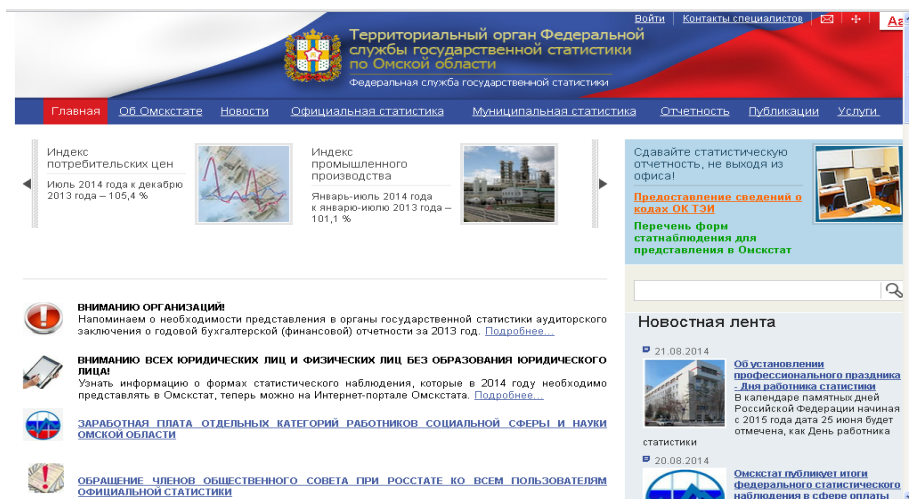 Войти
Контакты специалистов
Аа
Территориальный орган Федеральной
службы государственной статистики
по Омской области
Федеральная служба государственной статистики
Главная
Об Омскстате
Новости
Официальная статистика
Муниципальная статистика
Отчетность
Публикации
Услуги
Индекс
потребительских цен
Июль 2014 года к декабрю
2013 года – 105,4 %
Индекс
промышленного
производства
Январь-июль 2014 года
к январю-июлю 2013 года –
101,1 %
Сдавайте статистическую
отчетность, не выходя из
офиса!
Предоставление сведений о
кодах ОК ТЭИ
Перечень форм
статнаблюдения для
представления в Омскстат
ВНИМАНИЮ ОРГАНИЗАЦИЙ!
Напоминаем о необходимости представления в органы государственной статистики аудиторского
заключения о годовой бухгалтерской (финансовой) отчетности за 2013 год. Подробнее...
ВНИМАНИЮ ВСЕХ ЮРИДИЧЕСКИХ ЛИЦ И ФИЗИЧЕСКИХ ЛИЦ БЕЗ ОБРАЗОВАНИЯ ЮРИДИЧЕСКОГО
ЛИЦА!
Узнать информацию о формах статистического наблюдения, которые в 2014 году необходимо
представлять в Омскстат, теперь можно на Интернет-портале Омскстата. Подробнее...
ЗАРАБОТНАЯ ПЛАТА ОТДЕЛЬНЫХ КАТЕГОРИЙ РАБОТНИКОВ СОЦИАЛЬНОЙ СФЕРЫ И НАУКИ
ОМСКОЙ ОБЛАСТИ
ОБРАЩЕНИЕ ЧЛЕНОВ ОБЩЕСТВЕННОГО СОВЕТА ПРИ РОССТАТЕ КО ВСЕМ ПОЛЬЗОВАТЕЛЯМ
ОФИЦИАЛЬНОЙ СТАТИСТИКИ
Новостная лента
21.08.2014
Об установлении
профессионального праздника
- Дня работника статистики
В календаре памятных дней
Российской Федерации начиная
с 2015 года дата 25 июня будет
отмечена, как День работника
статистики
20.08.2014
Омскстат публикует итоги
федерального статистического
наблюдения в сфере оплаты